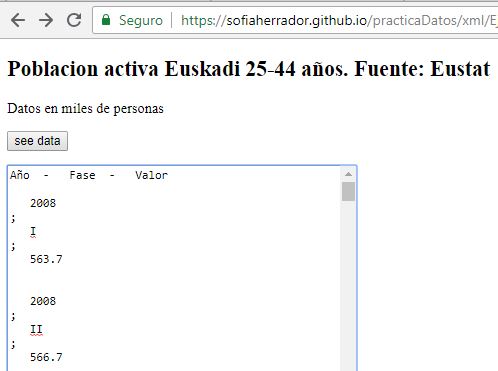 Seguro https://sofiaherrador.github.io/practicaDatos/xml/Ej
Poblacion activa Euskadi 25-44 años. Fuente: Eustat
Datos en miles de personas
see data
Año - Fase - Valor
2008
;
I
;
563.7
2008
;
II
;
566.7